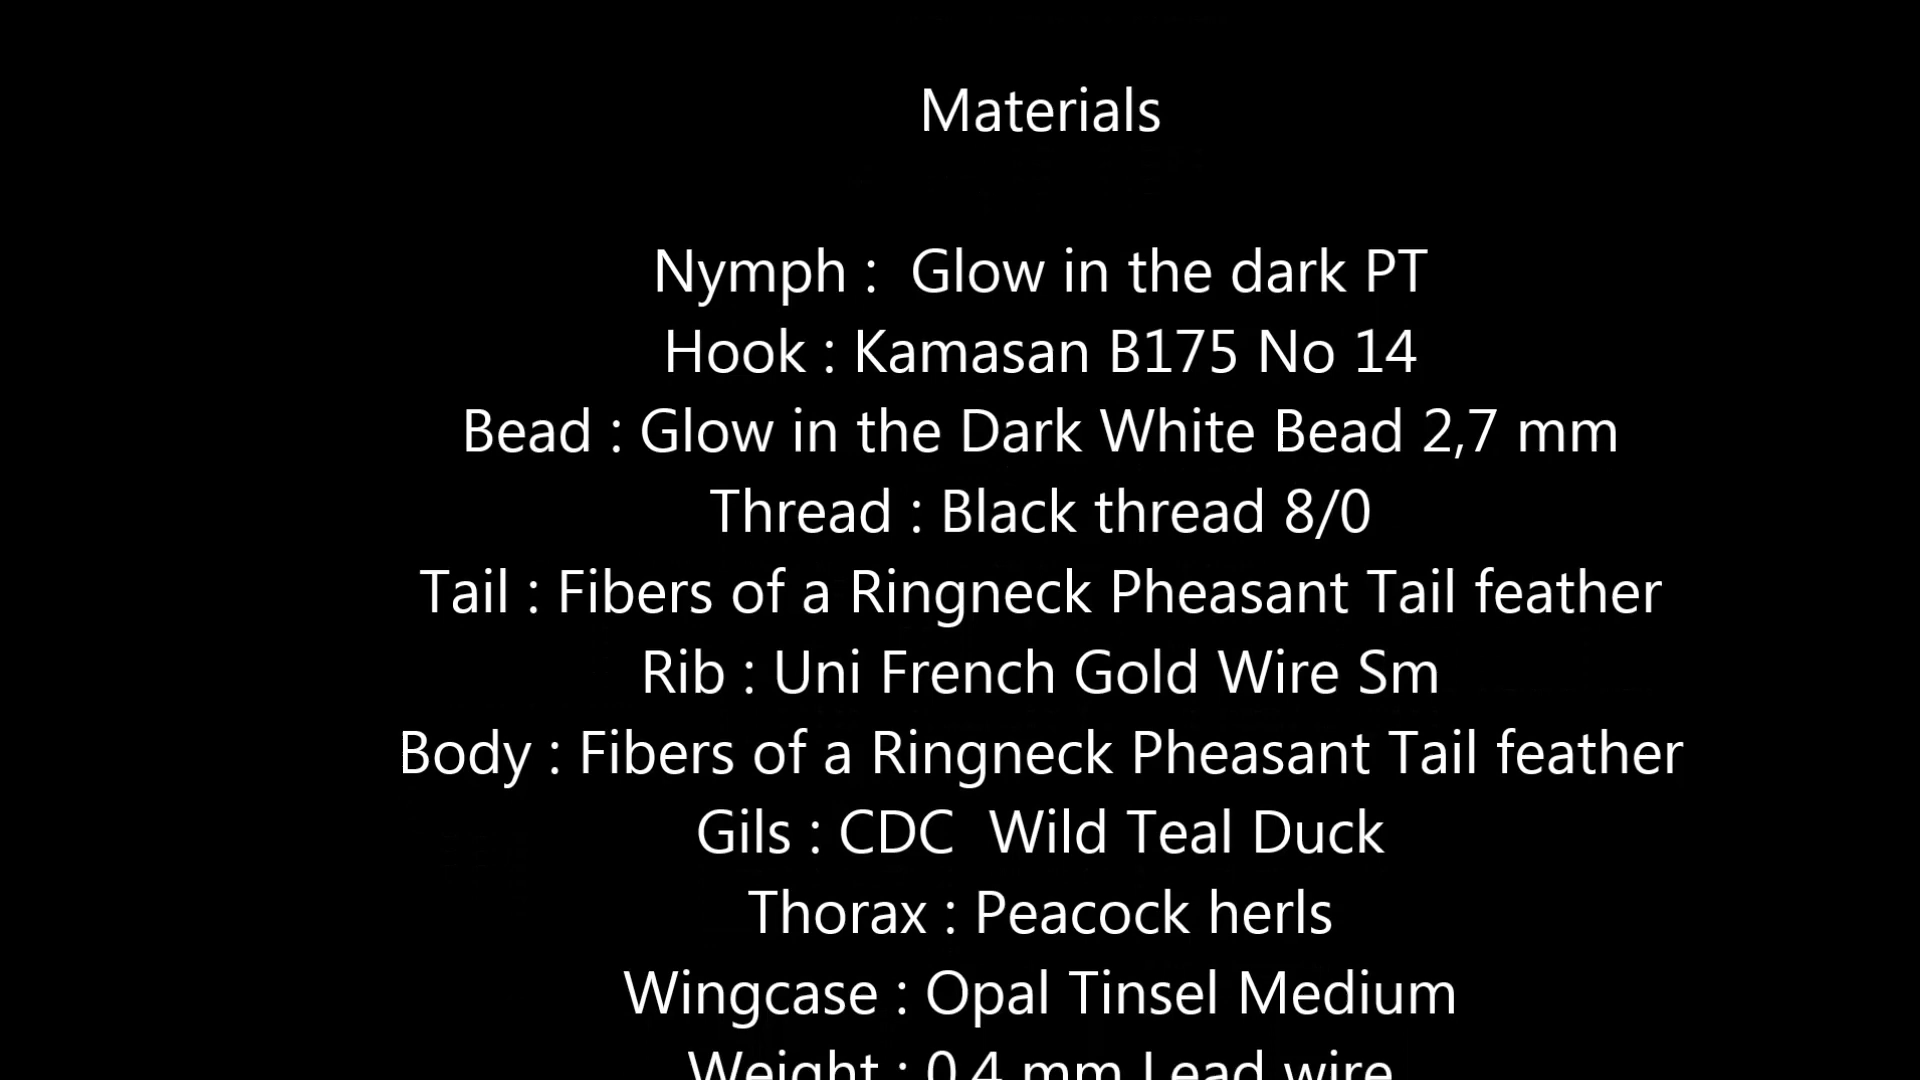 Materials
Nymph :  Glow in the dark PT
Hook : Kamasan B175 No 14
Bead : Glow in the Dark White Bead 2,7 mm
Thread : Black thread 8/0
Tail : Fibers of a Ringneck Pheasant Tail feather
Rib : Uni French Gold Wire Sm
Body : Fibers of a Ringneck Pheasant Tail feather
Gils : CDC  Wild Teal Duck
Thorax : Peacock herls
Wingcase : Opal Tinsel Medium
Weight : 0,4 mm Lead wire